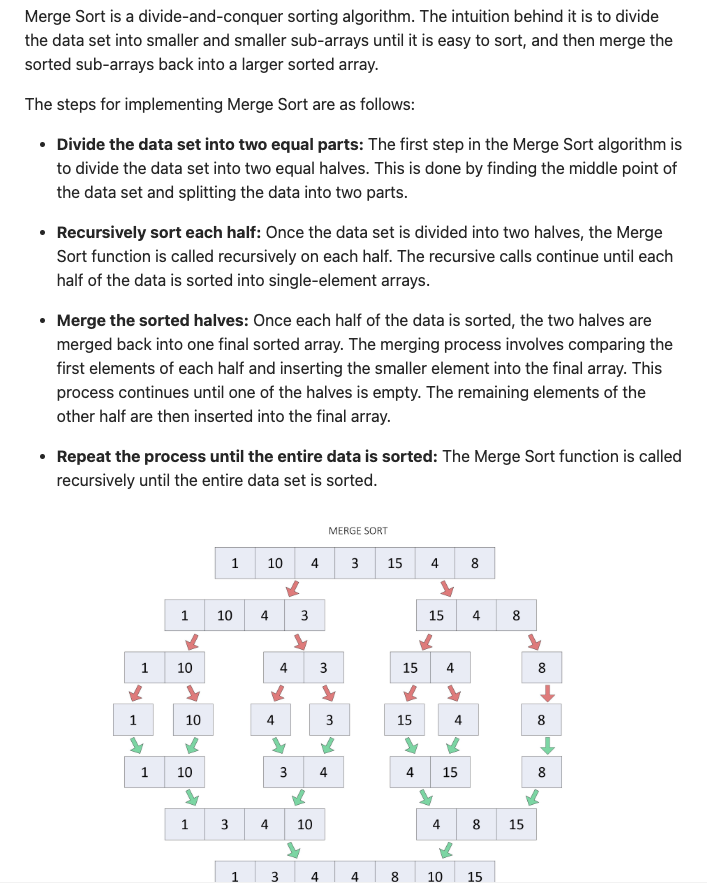 Merge Sort is a divide-and-conquer sorting algorithm. The intuition behind it is to divide
the data set into smaller and smaller sub-arrays until it is easy to sort, and then merge the
sorted sub-arrays back into a larger sorted array.
The steps for implementing Merge Sort are as follows:
• Divide the data set into two equal parts: The first step in the Merge Sort algorithm is
to divide the data set into two equal halves. This is done by finding the middle point of
the data set and splitting the data into two parts.
• Recursively sort each half: Once the data set is divided into two halves, the Merge
Sort function is called recursively on each half. The recursive calls continue until each
half of the data is sorted into single-element arrays.
• Merge the sorted halves: Once each half of the data is sorted, the two halves are
merged back into one final sorted array. The merging process involves comparing the
first elements of each half and inserting the smaller element into the final array. This
process continues until one of the halves is empty. The remaining elements of the
other half are then inserted into the final array.
• Repeat the process until the entire data is sorted: The Merge Sort function is called
recursively until the entire data set is sorted.
MERGE SORT
1 10 4 3 15 4 8
1 10 4 3 15 4 8
1 10 4 3 15 4 8
1 10 4 3 15 4 8
1 10 3 4 4 15 8
1 3 4 10 4 8 15
1 3 4 4 8 10 15